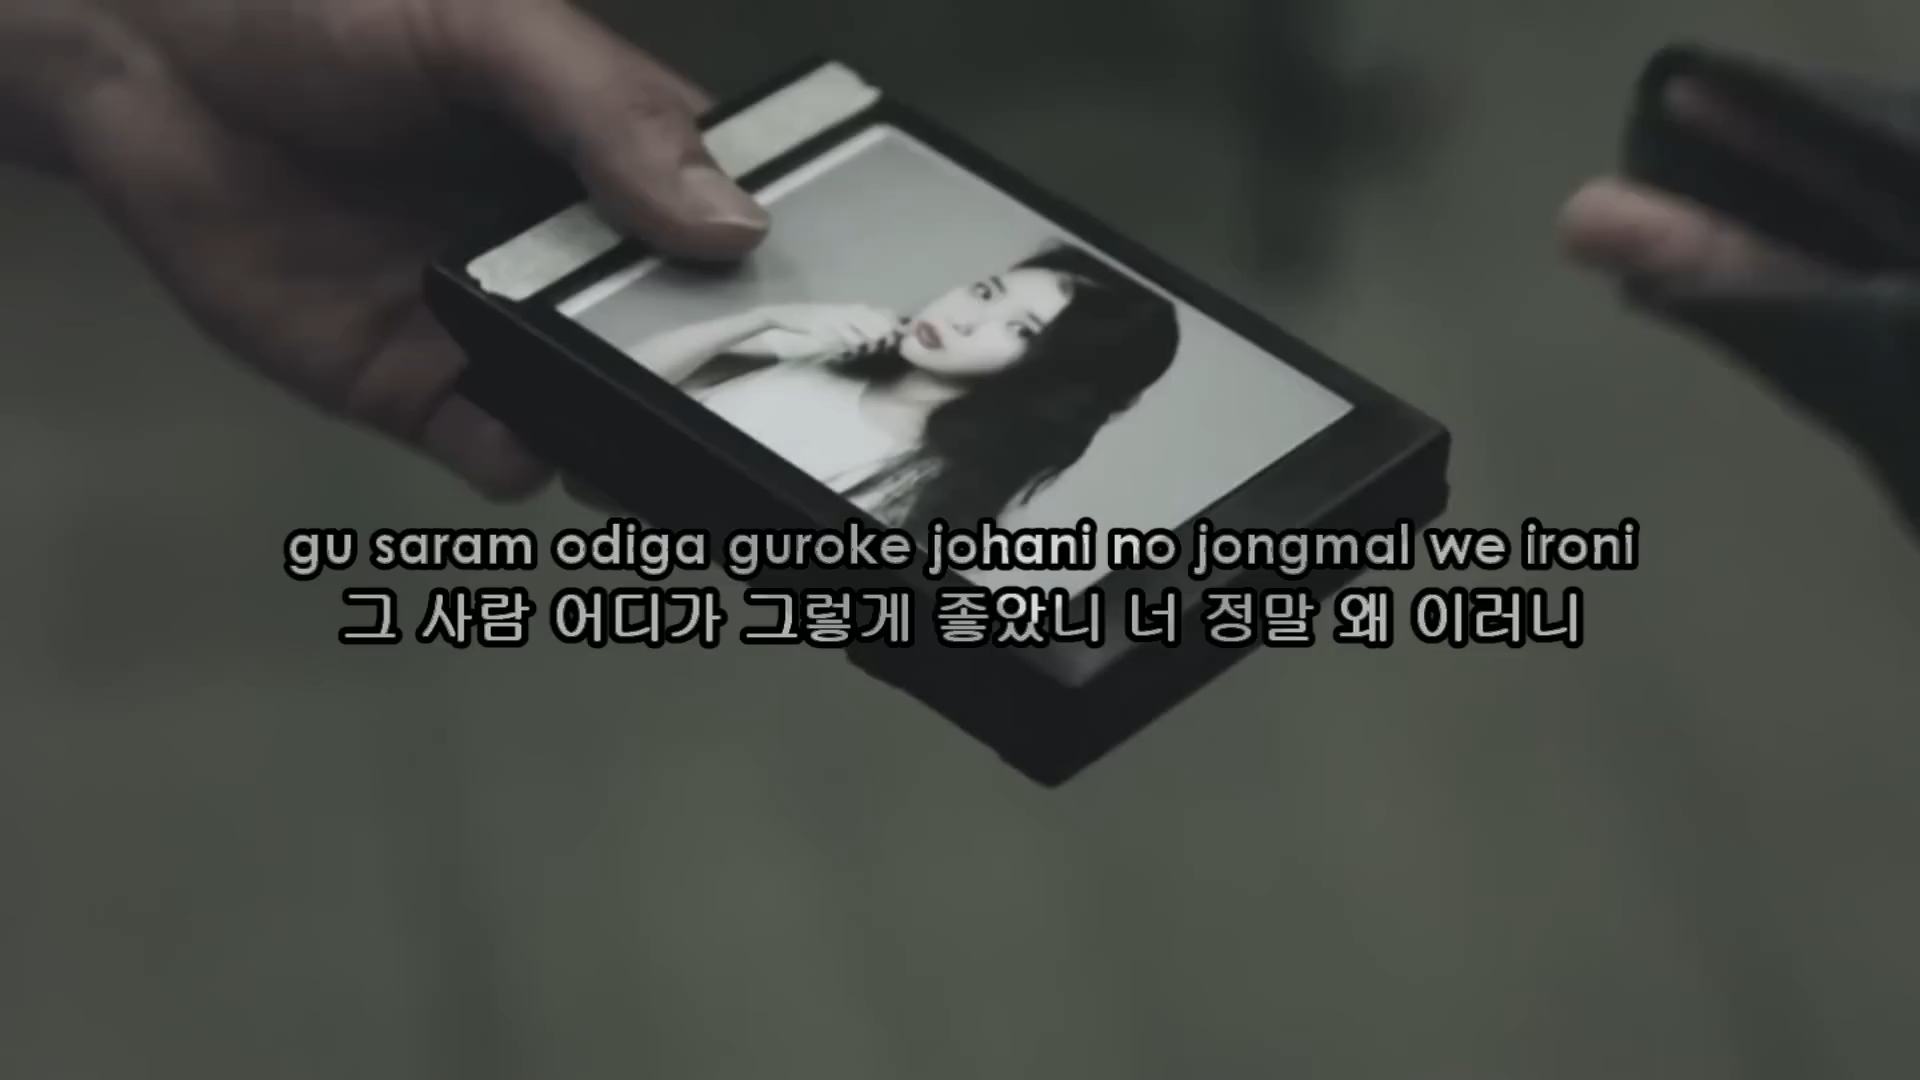 gu saram odiga guroke johani no jongmal we ironi
그 사람 어디가 그렇게 좋았니 너 정말 왜 이러니